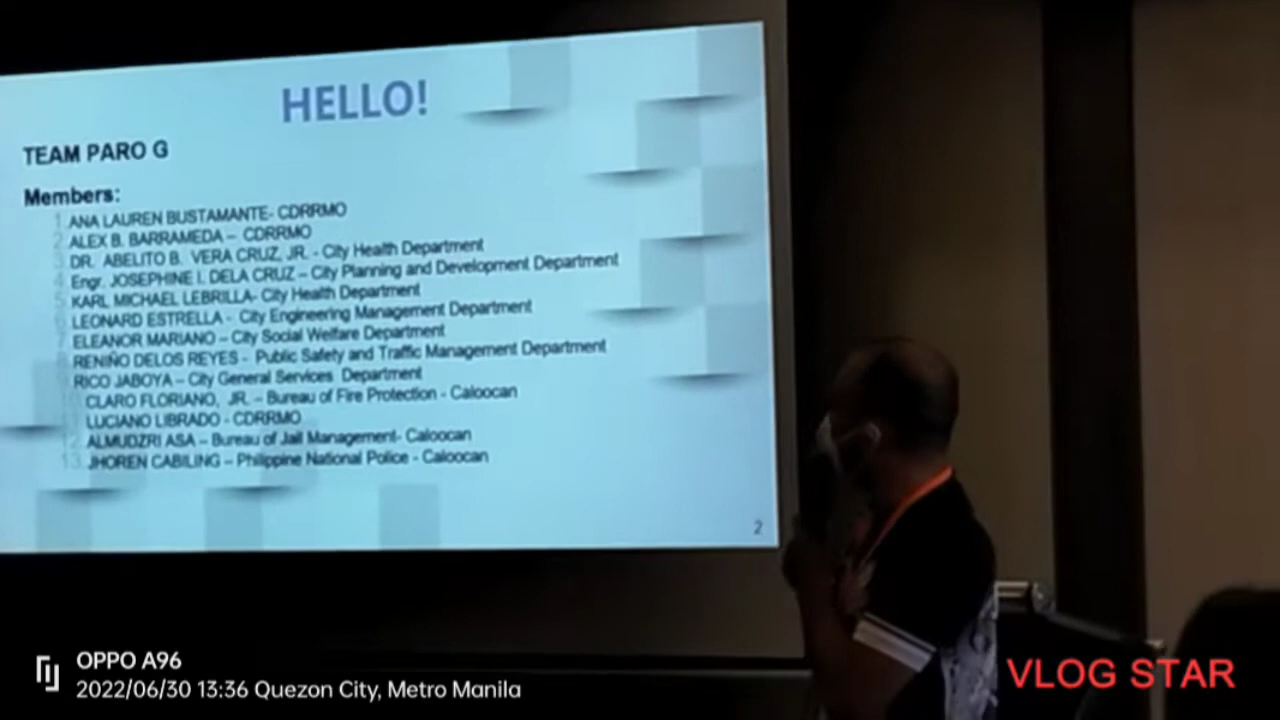 HELLO!
TEAM PARO G
Members:
1 ANA LAUREN BUSTAMANTE- CDRRMO
2 ALEX B. BARRAMEDA – CDRRMO
3 DR. ABELITO B. VERA CRUZ, JR. - City Health Department
4 Engr. JOSEPHINE I. DELA CRUZ – City Planning and Development Department
5 KARL MICHAEL LEBRILLA- City Health Department
6 LEONARD ESTRELLA - City Engineering Management Department
7 ELEANOR MARIANO – City Social Welfare Department
8 RENIÑO DELOS REYES - Public Safety and Traffic Management Department
9 RICO JABOYA – City General Services Department
10 CLARO FLORIANO, JR. – Bureau of Fire Protection - Caloocan
11 LUCIANO LIBRADO - CDRRMO
12 ALMUDZRI ASA – Bureau of Jail Management- Caloocan
13. JHOREN CABILING – Philippine National Police - Caloocan
2
OPPO A96
2022/06/30 13:36 Quezon City, Metro Manila
VLOG STAR